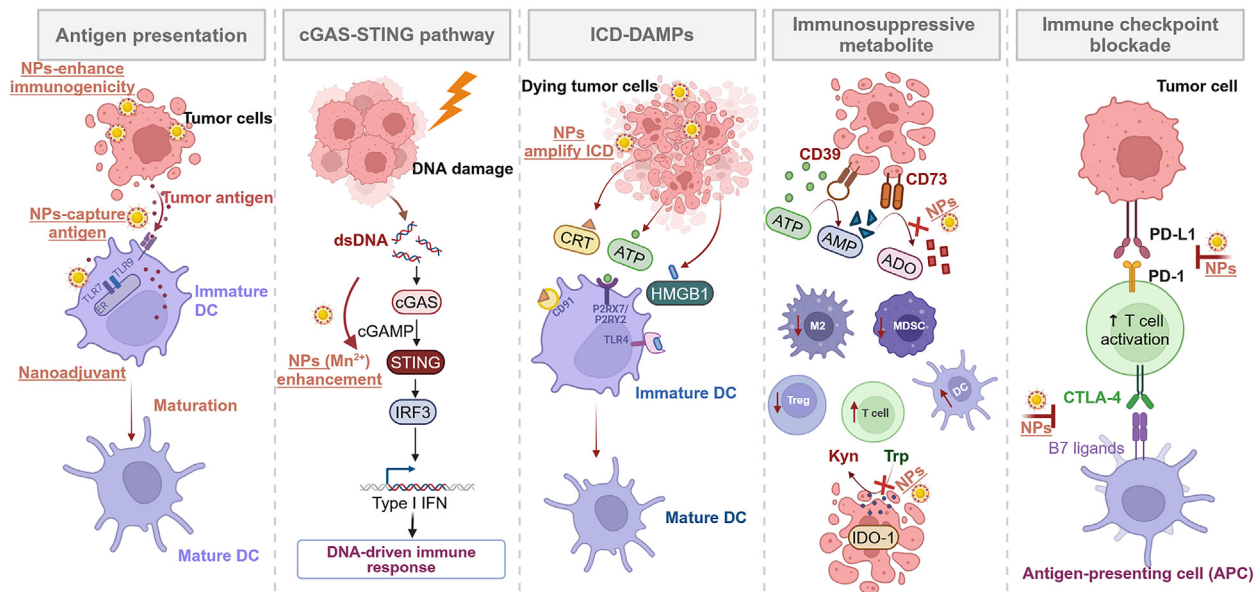 Antigen presentation
NPs-enhance
immunogenicity
Tumor cells
Tumor antigen
NPs-capture
antigen
TLR7
TLR9
ER
Immature
DC
Nanoadjuvant
Maturation
Mature DC
cGAS-STING pathway
DNA damage
dsDNA
cGAS
cGAMP
NPs (Mn²⁺)
enhancement
STING
IRF3
Type I IFN
DNA-driven immune
response
ICD-DAMPs
Dying tumor cells
NPs
amplify ICD
CRT
ATP
HMGB1
CD91
P2RX7/
P2RY2
TLR4
Immature DC
Mature DC
Immunosuppressive
metabolite
CD39
CD73
NPs
ATP
AMP
ADO
M2
MDSC
Treg
T cell
DC
Kyn
Trp
NPs
IDO-1
Immune checkpoint
blockade
Tumor cell
PD-L1
NPs
PD-1
↑ T cell
activation
CTLA-4
NPs
B7 ligands
Antigen-presenting cell (APC)